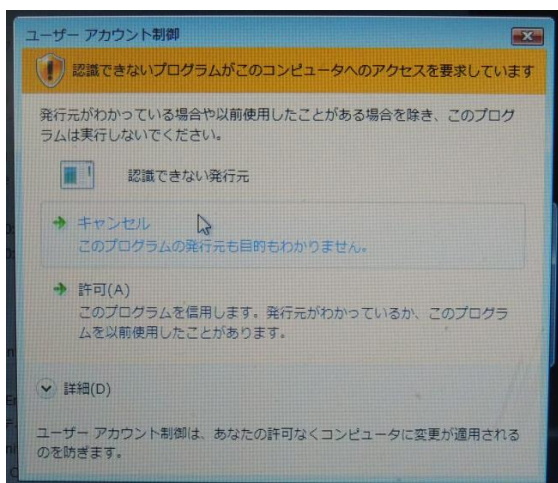 ユーザー アカウント制御
認識できないプログラムがこのコンピュータへのアクセスを要求しています
発行元がわかっている場合や以前使用したことがある場合を除き、このプログ
ラムは実行しないでください。
認識できない発行元
キャンセル
このプログラムの発行元も目的もわかりません。
許可(A)
このプログラムを信用します。発行元がわかっているか、このプログラ
ムを以前使用したことがあります。
詳細(D)
ユーザー アカウント制御は、あなたの許可なくコンピュータに変更が適用される
のを防ぎます。